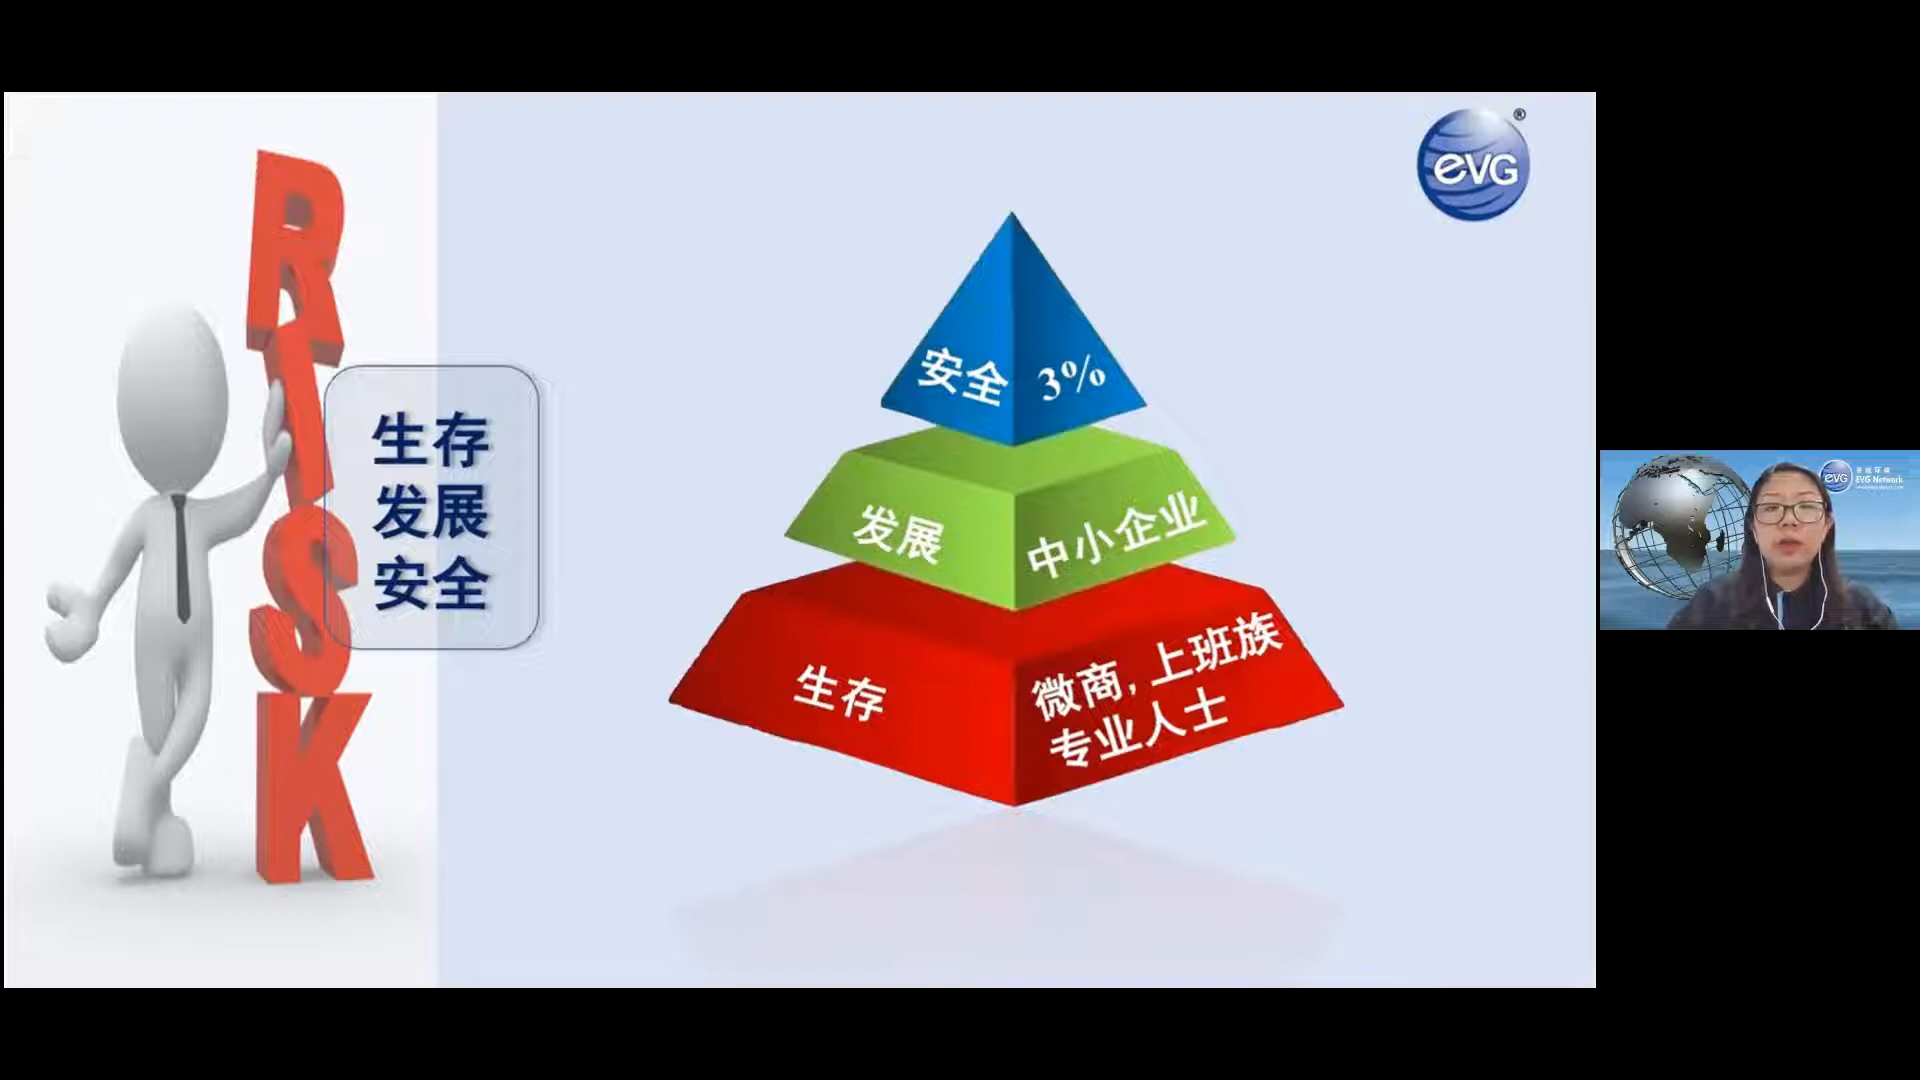 RISK
生存
发展
安全
安全 3%
发展 中小企业
生存 微商, 上班族
专业人士
evG
®
evG
EVG Network